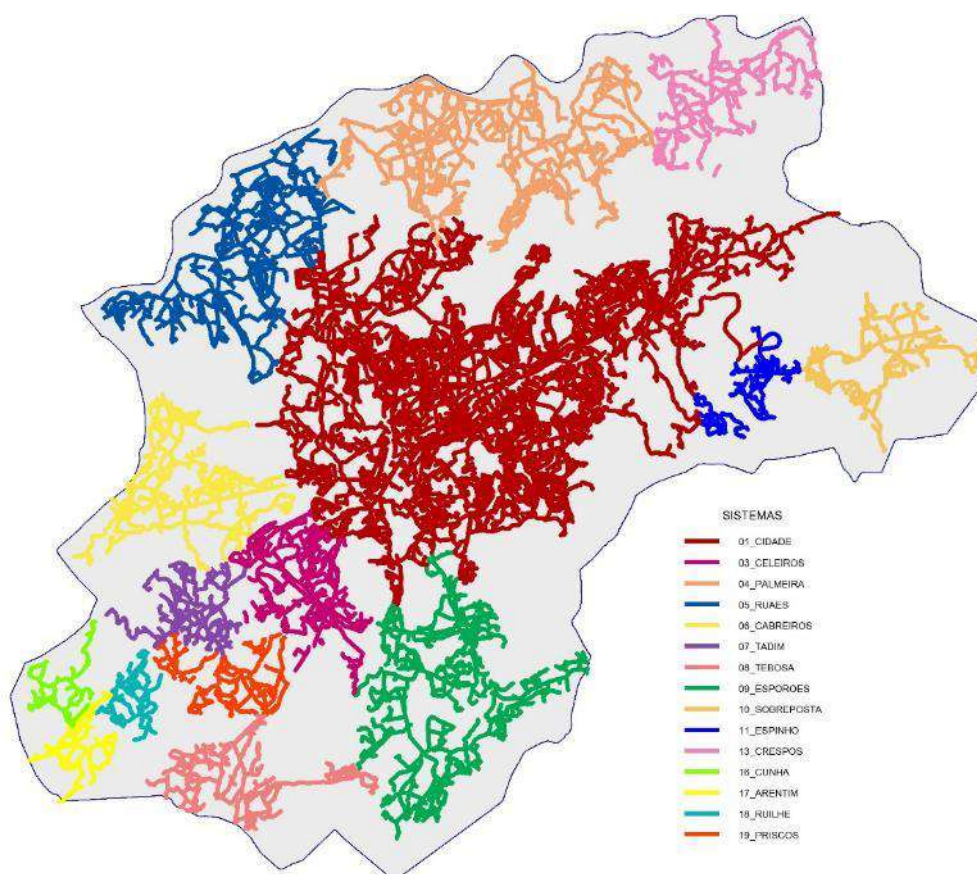 SISTEMAS
01_CIDADE
03_CELEIROS
04_PALMEIRA
05_RUAES
06_CABREIROS
07_TADIM
08_TEBOSA
09_ESPOROES
10_SOBREPOSTA
11_ESPINHO
13_CRESPOS
16_CUNHA
17_ARENTIM
18_RUILHE
19_PRISCOS